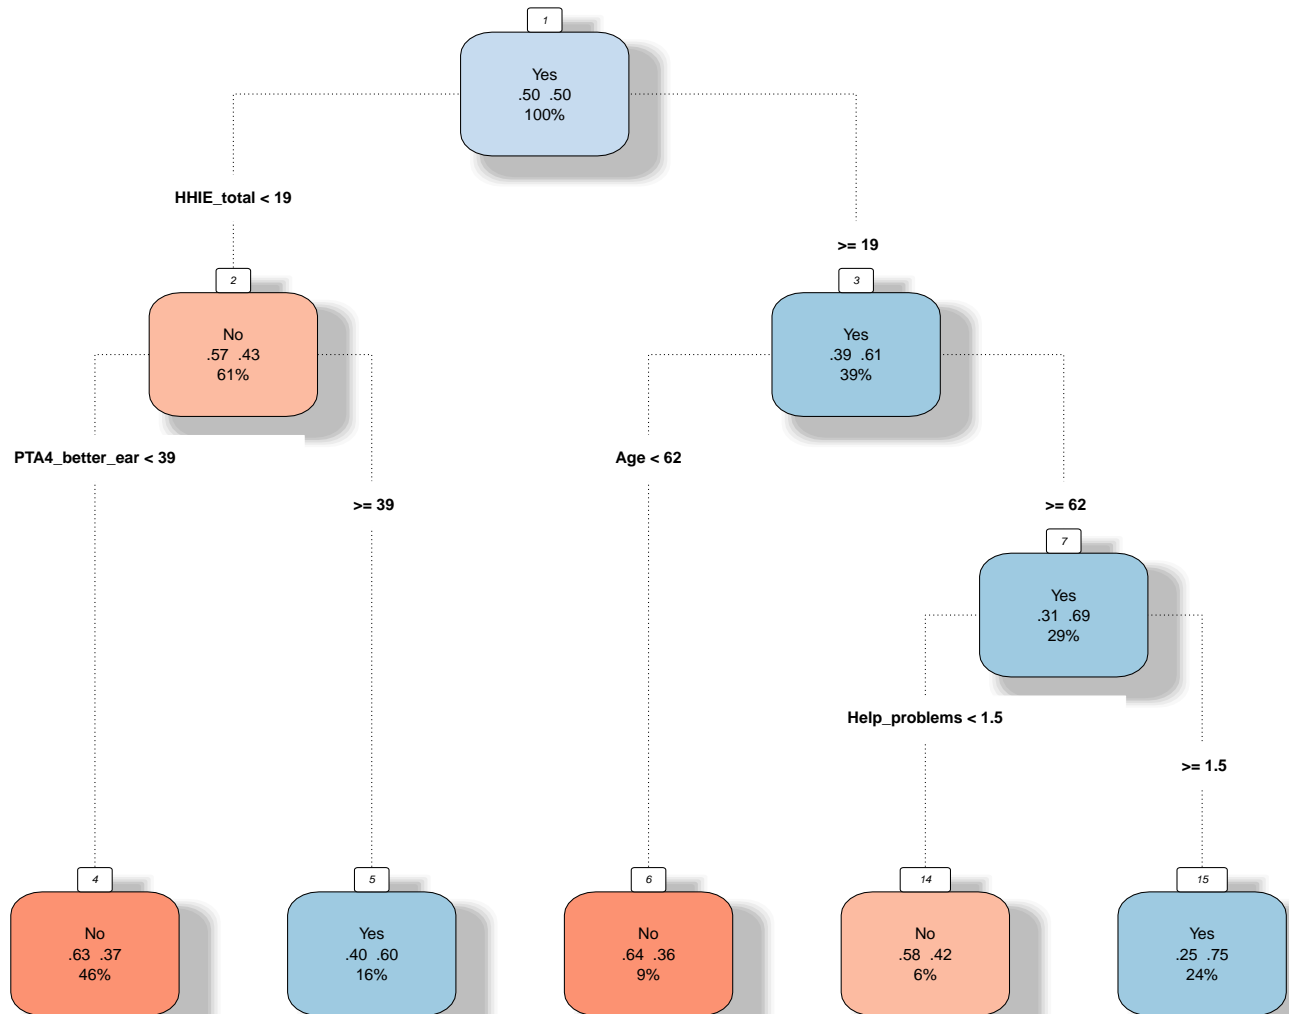 1
Yes
.50 .50
100%
HHIE_total < 19
>= 19
2
No
.57 .43
61%
3
Yes
.39 .61
39%
PTA4_better_ear < 39
>= 39
Age < 62
>= 62
7
Yes
.31 .69
29%
Help_problems < 1.5
>= 1.5
4
No
.63 .37
46%
5
Yes
.40 .60
16%
6
No
.64 .36
9%
14
No
.58 .42
6%
15
Yes
.25 .75
24%